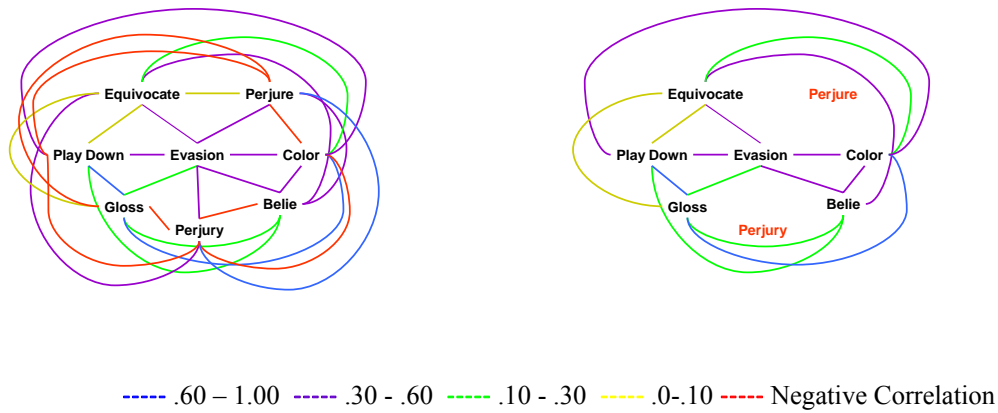 Equivocate Perjure
Play Down Evasion Color
Gloss Belie
Perjury
Equivocate Perjure
Play Down Evasion Color
Gloss Belie
Perjury
.60 – 1.00 .30 - .60 .10 - .30 .0-.10 Negative Correlation